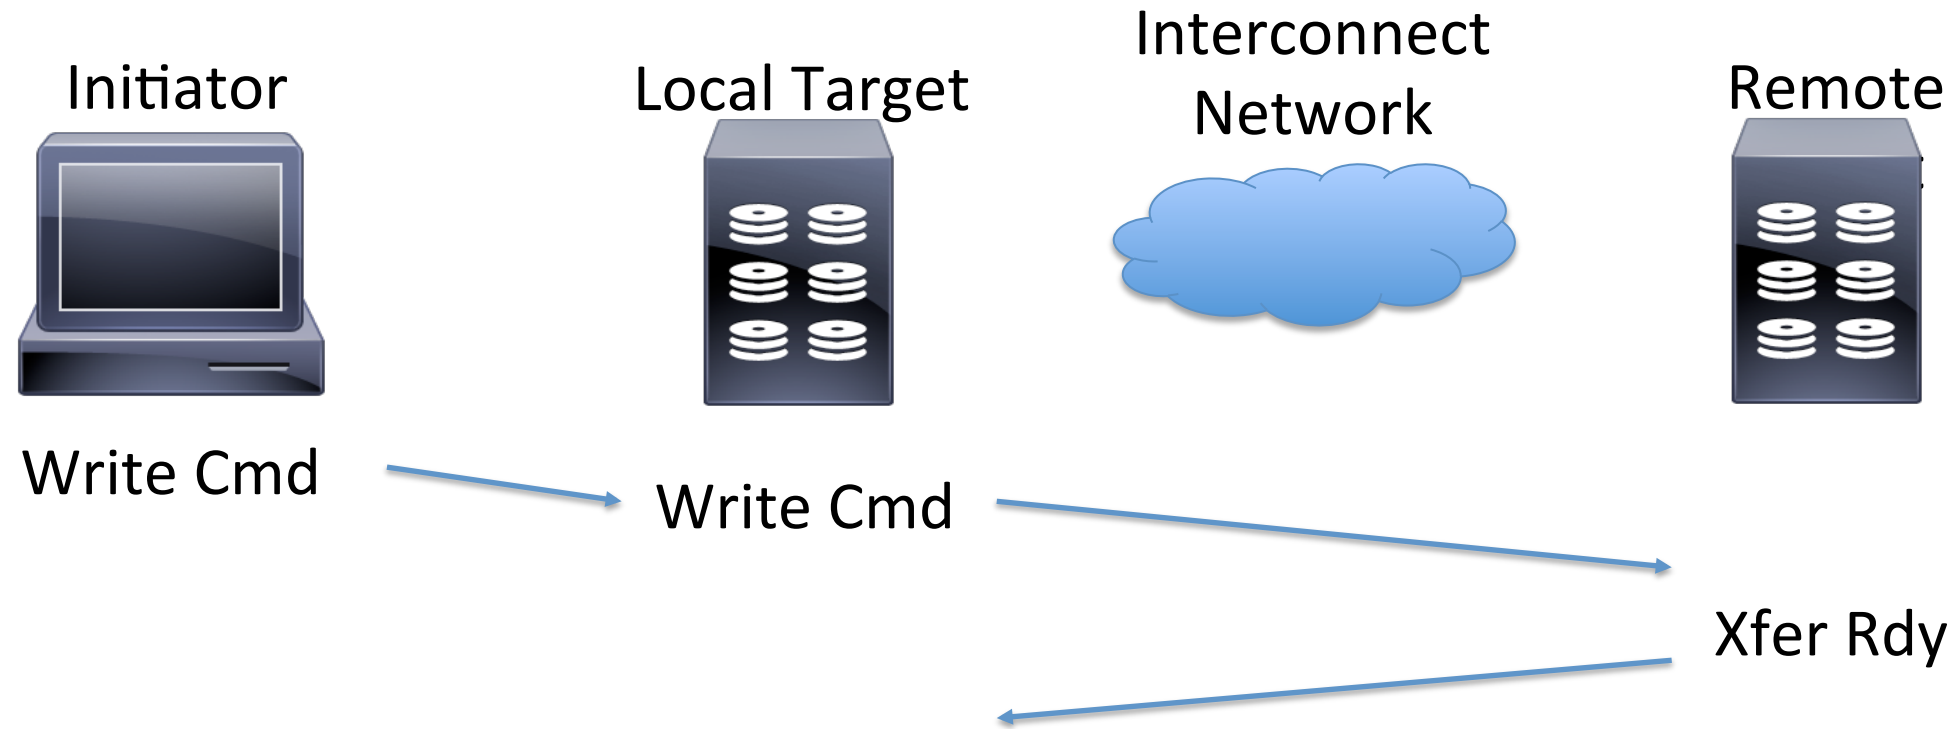 Initiator
Local Target
Interconnect
Network
Remote
Write Cmd
Write Cmd
Xfer Rdy